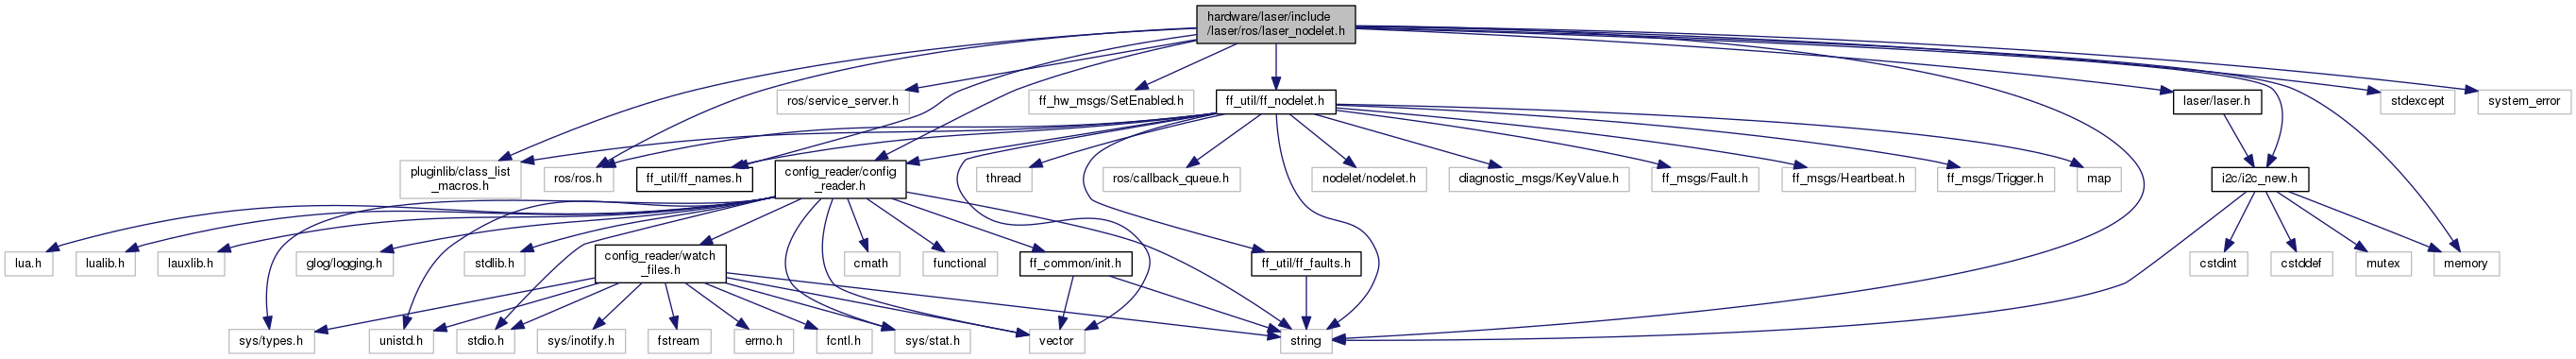 hardware/laser/include
/laser/ros/laser_nodelet.h
ros/service_server.h
ff_hw_msgs/SetEnabled.h
ff_util/ff_nodelet.h
laser/laser.h
stdexcept
system_error
pluginlib/class_list
_macros.h
ros/ros.h
ff_util/ff_names.h
config_reader/config
_reader.h
thread
ros/callback_queue.h
nodelet/nodelet.h
diagnostic_msgs/KeyValue.h
ff_msgs/Fault.h
ff_msgs/Heartbeat.h
ff_msgs/Trigger.h
map
i2c/i2c_new.h
lua.h
lualib.h
lauxlib.h
glog/logging.h
stdlib.h
config_reader/watch
_files.h
cmath
functional
ff_common/init.h
ff_util/ff_faults.h
cstdint
cstddef
mutex
memory
sys/types.h
unistd.h
stdio.h
sys/inotify.h
fstream
errno.h
fcntl.h
sys/stat.h
vector
string